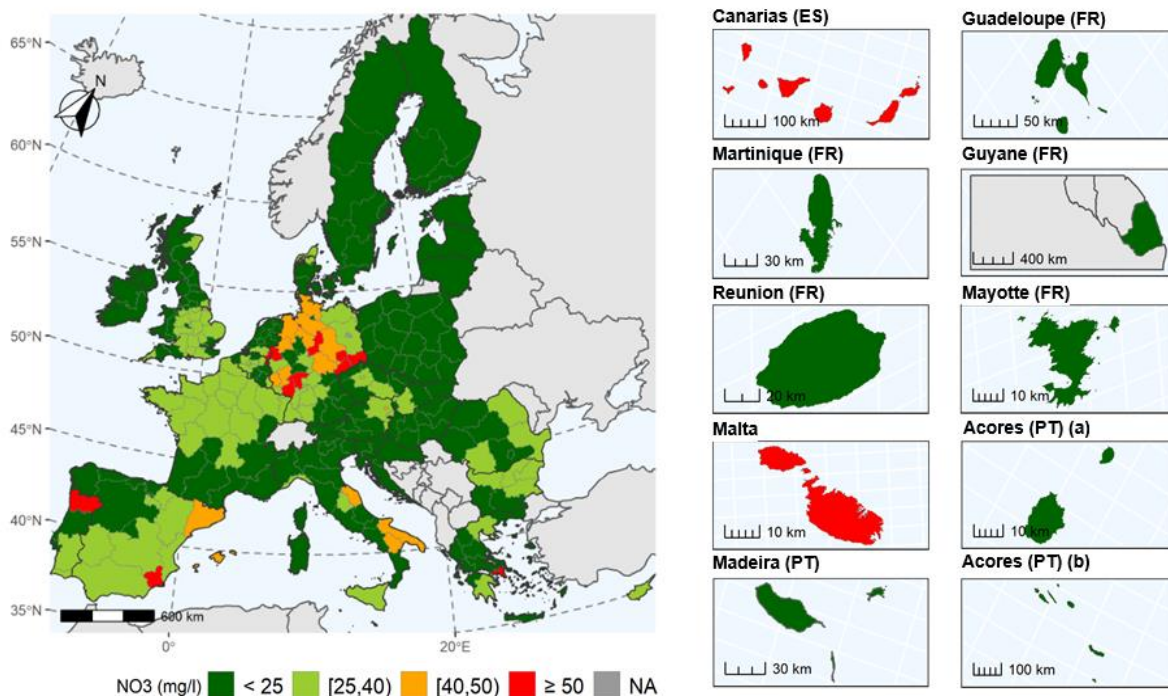 65°N
60°N
55°N
50°N
45°N
40°N
35°N
N
600 km
0°
20°E
NO3 (mg/l)
< 25
[25,40)
[40,50)
≥ 50
NA
Canarias (ES)
100 km
Guadeloupe (FR)
50 km
Martinique (FR)
30 km
Guyane (FR)
400 km
Reunion (FR)
20 km
Mayotte (FR)
10 km
Malta
10 km
Acores (PT) (a)
10 km
Madeira (PT)
30 km
Acores (PT) (b)
100 km